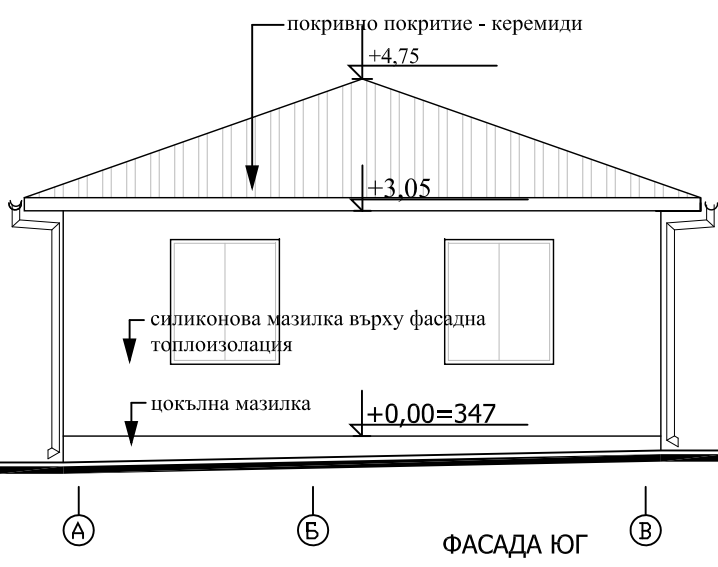 покривно покритие - керемиди
+4,75
+3,05
силиконова мазилка върху фасадна
топлоизолация
цокълна мазилка
+0,00=347
А
Б
В
ФАСАДА ЮГ